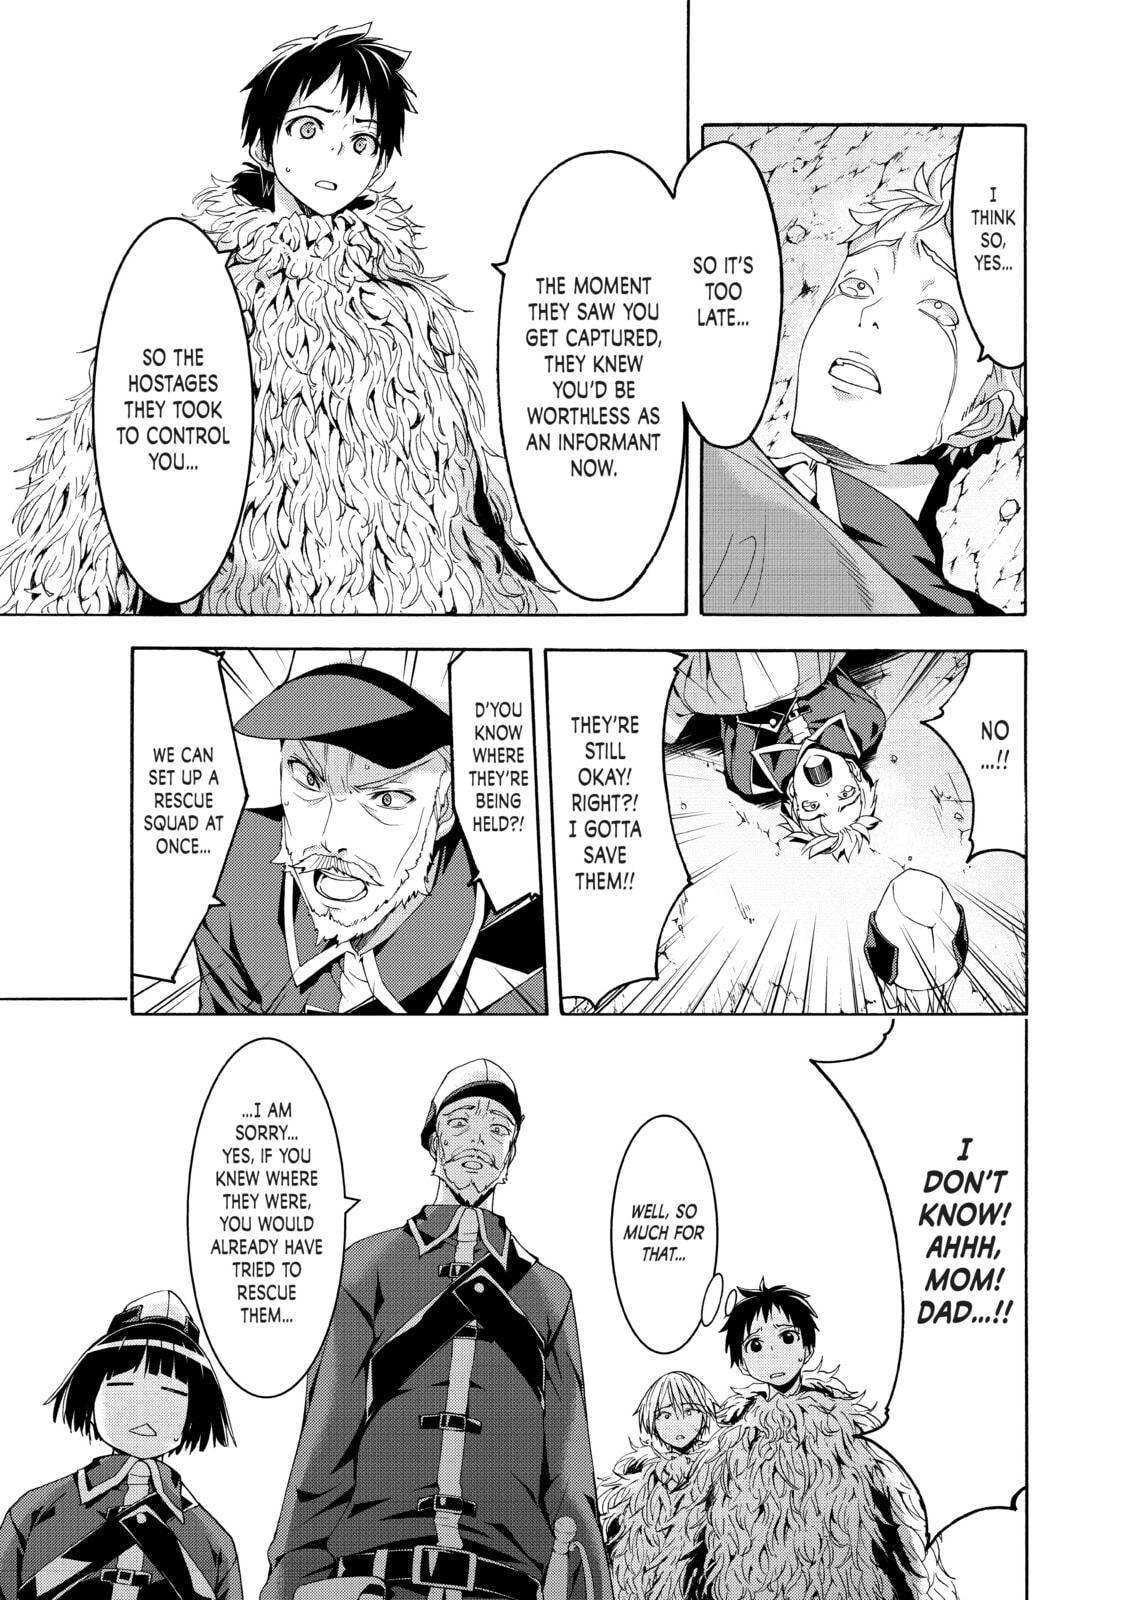 I
THINK
SO,
YES...
SO IT'S
TOO
LATE...
THE MOMENT
THEY SAW YOU
GET CAPTURED,
THEY KNEW
YOU'D BE
WORTHLESS AS
AN INFORMANT
NOW.
SO THE
HOSTAGES
THEY TOOK
TO CONTROL
YOU...
NO
...!!
THEY'RE
STILL
OKAY!
RIGHT?!
I GOTTA
SAVE
THEM!!
D'YOU
KNOW
WHERE
THEY'RE
BEING
HELD?!
WE CAN
SET UP A
RESCUE
SQUAD AT
ONCE...
I
DON'T
KNOW!
AHHH,
MOM!
DAD...!!
WELL, SO
MUCH FOR
THAT...
...I AM
SORRY...
YES, IF YOU
KNEW WHERE
THEY WERE,
YOU WOULD
ALREADY HAVE
TRIED TO
RESCUE
THEM...